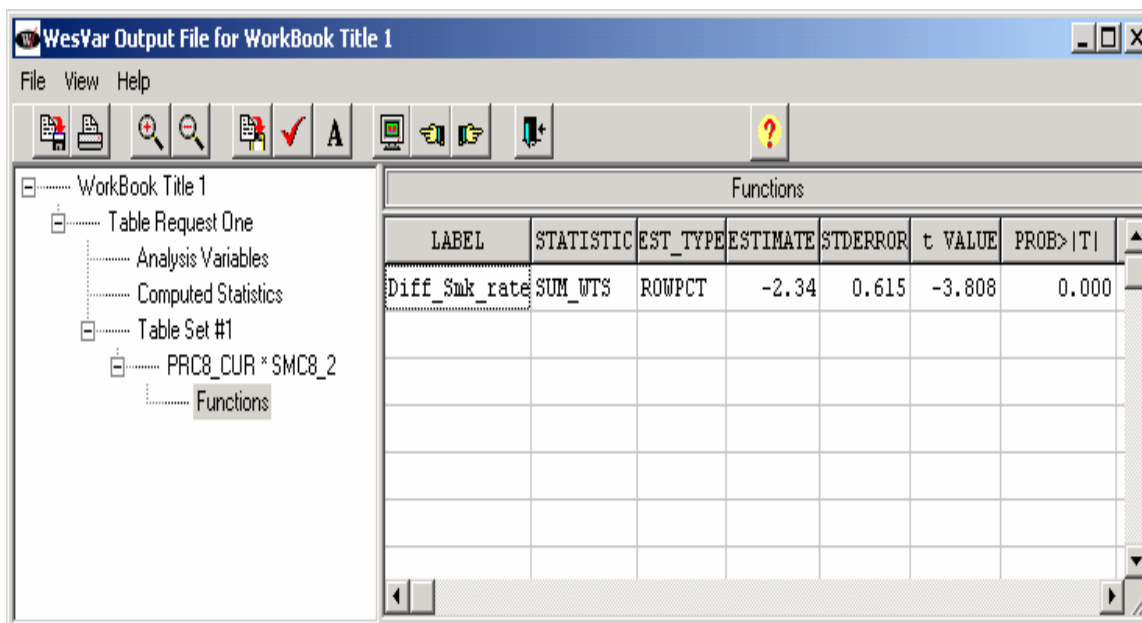 WesVar Output File for WorkBook Title 1
File View Help
A
?
WorkBook Title 1
Table Request One
Analysis Variables
Computed Statistics
Table Set #1
PRC8_CUR * SMC8_2
Functions
Functions
LABEL STATISTIC EST_TYPE ESTIMATE STDERROR t VALUE PROB>|T|
Diff_Smk_rate SUM_WTS ROWPCT -2.34 0.615 -3.808 0.000